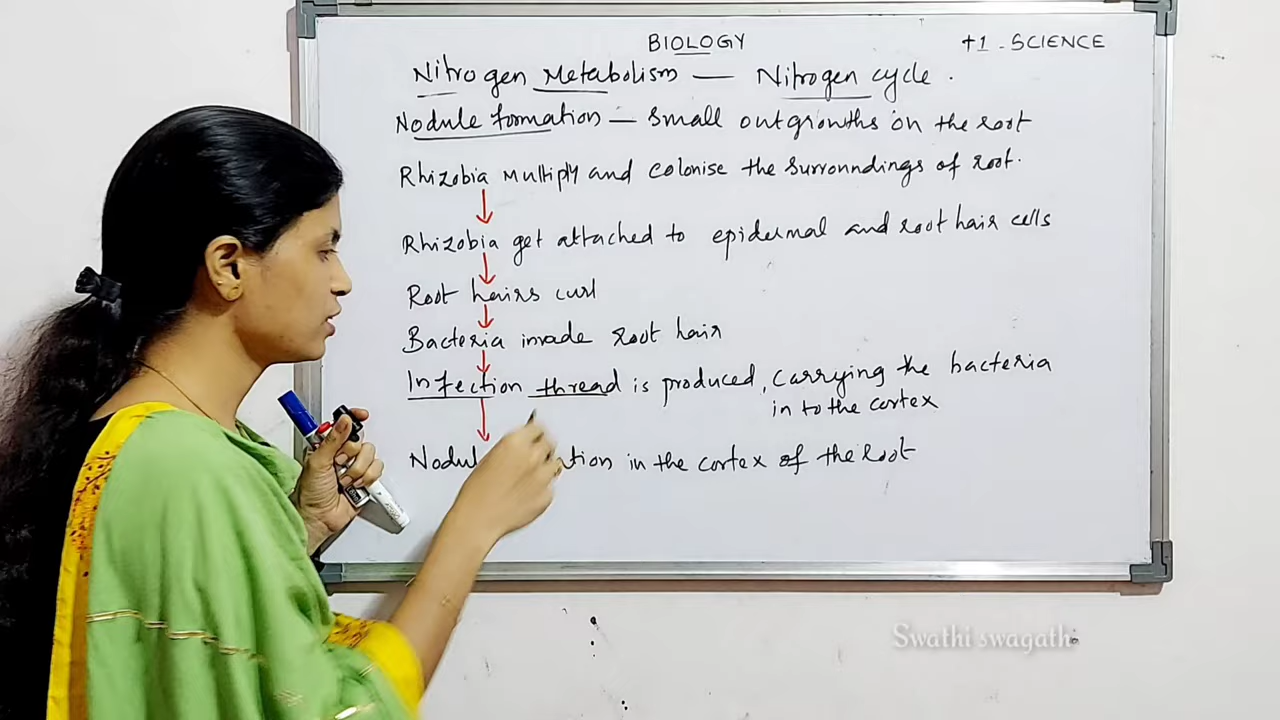 BIOLOGY
+1 - SCIENCE
Nitrogen Metabolism — Nitrogen cycle .
Nodule formation — Small outgrowths on the root
Rhizobia multiply and colonise the surroundings of root.
Rhizobia get attached to epidermal and root hair cells
Root hairs curl
Bacteria invade root hair
Infection thread is produced, carrying the bacteria
in to the cortex
in the cortex of the root
Swathi swagath